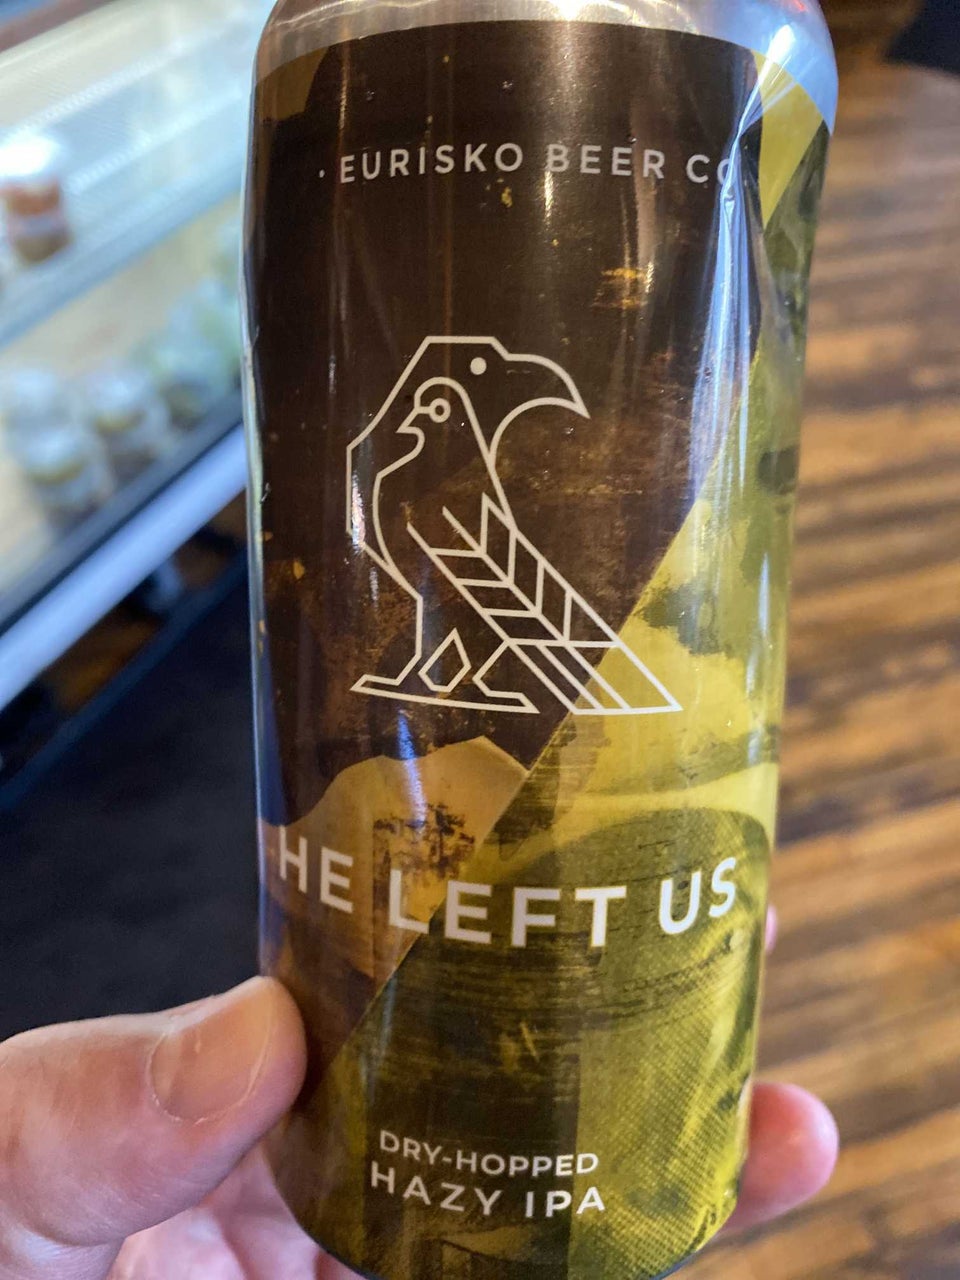 · EURISKO BEER CO
HE LEFT US
DRY-HOPPED
HAZY IPA